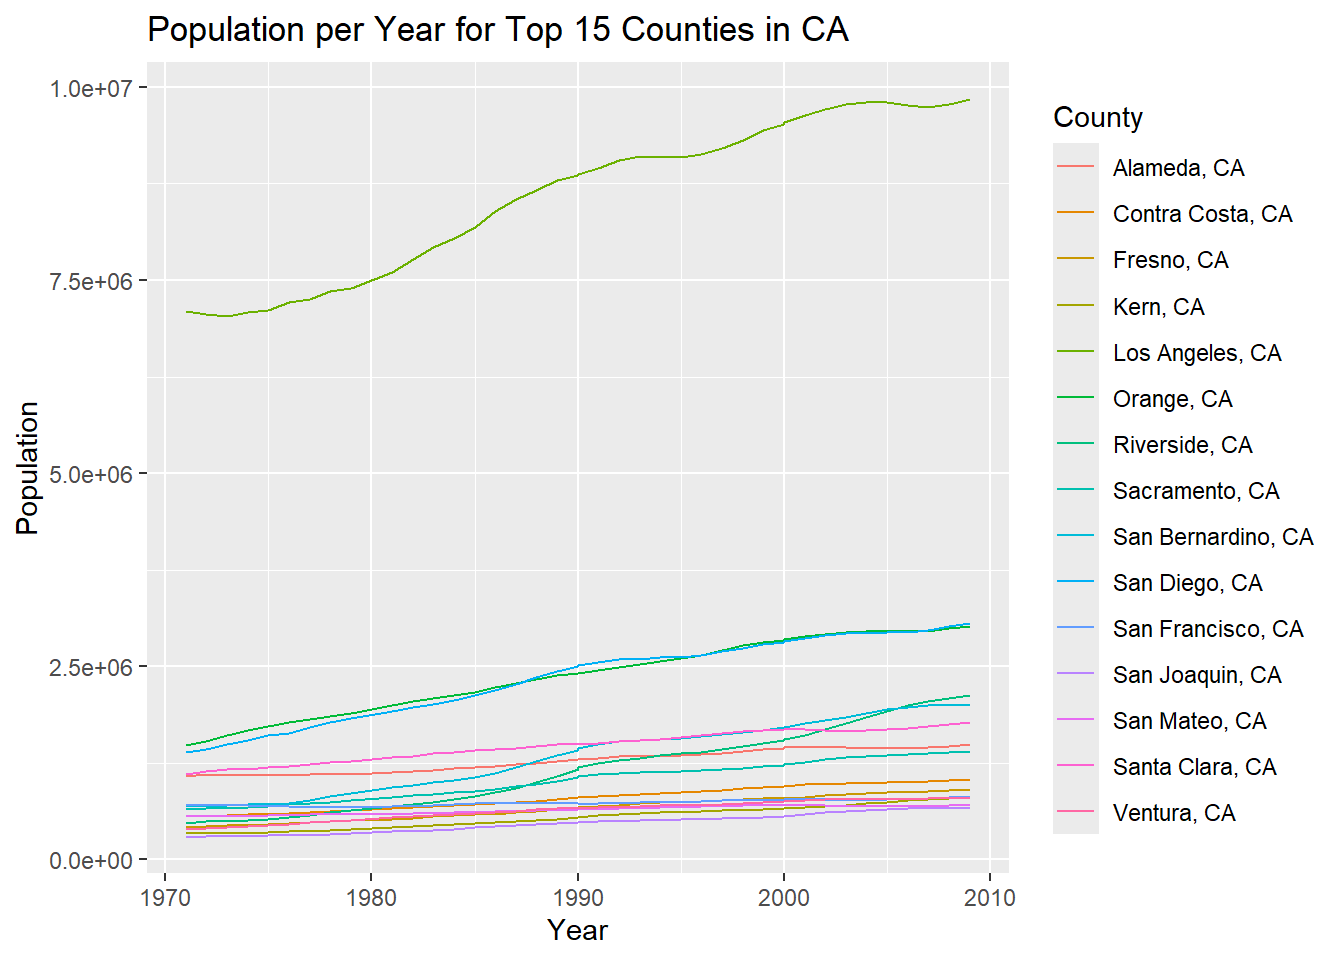 Population per Year for Top 15 Counties in CA
1.0e+07
7.5e+06
5.0e+06
2.5e+06
0.0e+00
Population
1970 1980 1990 2000 2010
Year
County
Alameda, CA
Contra Costa, CA
Fresno, CA
Kern, CA
Los Angeles, CA
Orange, CA
Riverside, CA
Sacramento, CA
San Bernardino, CA
San Diego, CA
San Francisco, CA
San Joaquin, CA
San Mateo, CA
Santa Clara, CA
Ventura, CA